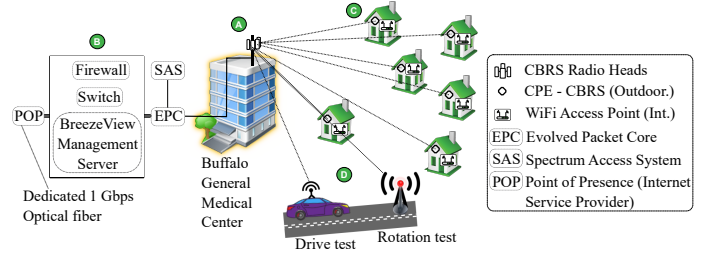 A
C
B
Firewall
SAS
Switch
POP
EPC
BreezeView
Management
Server
Dedicated 1 Gbps
Optical fiber
Buffalo
General
Medical
Center
D
Drive test
Rotation test
CBRS Radio Heads
CPE - CBRS (Outdoor.)
WiFi Access Point (Int.)
EPC Evolved Packet Core
SAS Spectrum Access System
POP Point of Presence (Internet
Service Provider)